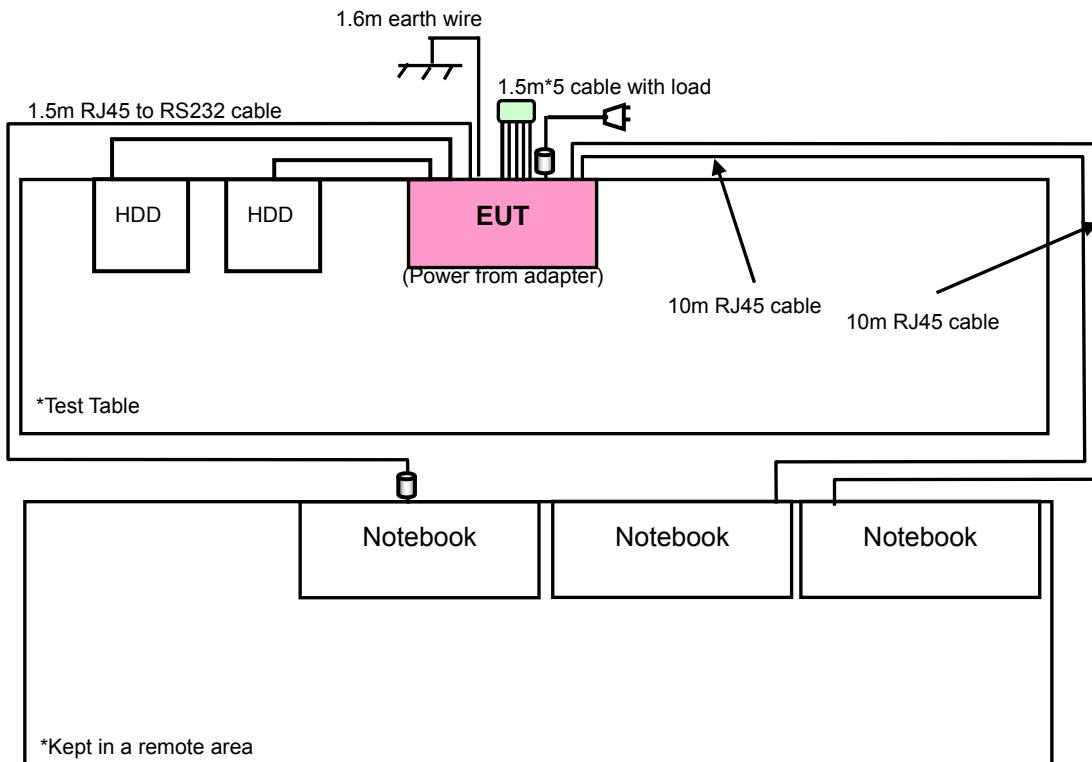 1.6m earth wire
1.5m*5 cable with load
1.5m RJ45 to RS232 cable
HDD
HDD
EUT
(Power from adapter)
10m RJ45 cable
10m RJ45 cable
*Test Table
Notebook
Notebook
Notebook
*Kept in a remote area